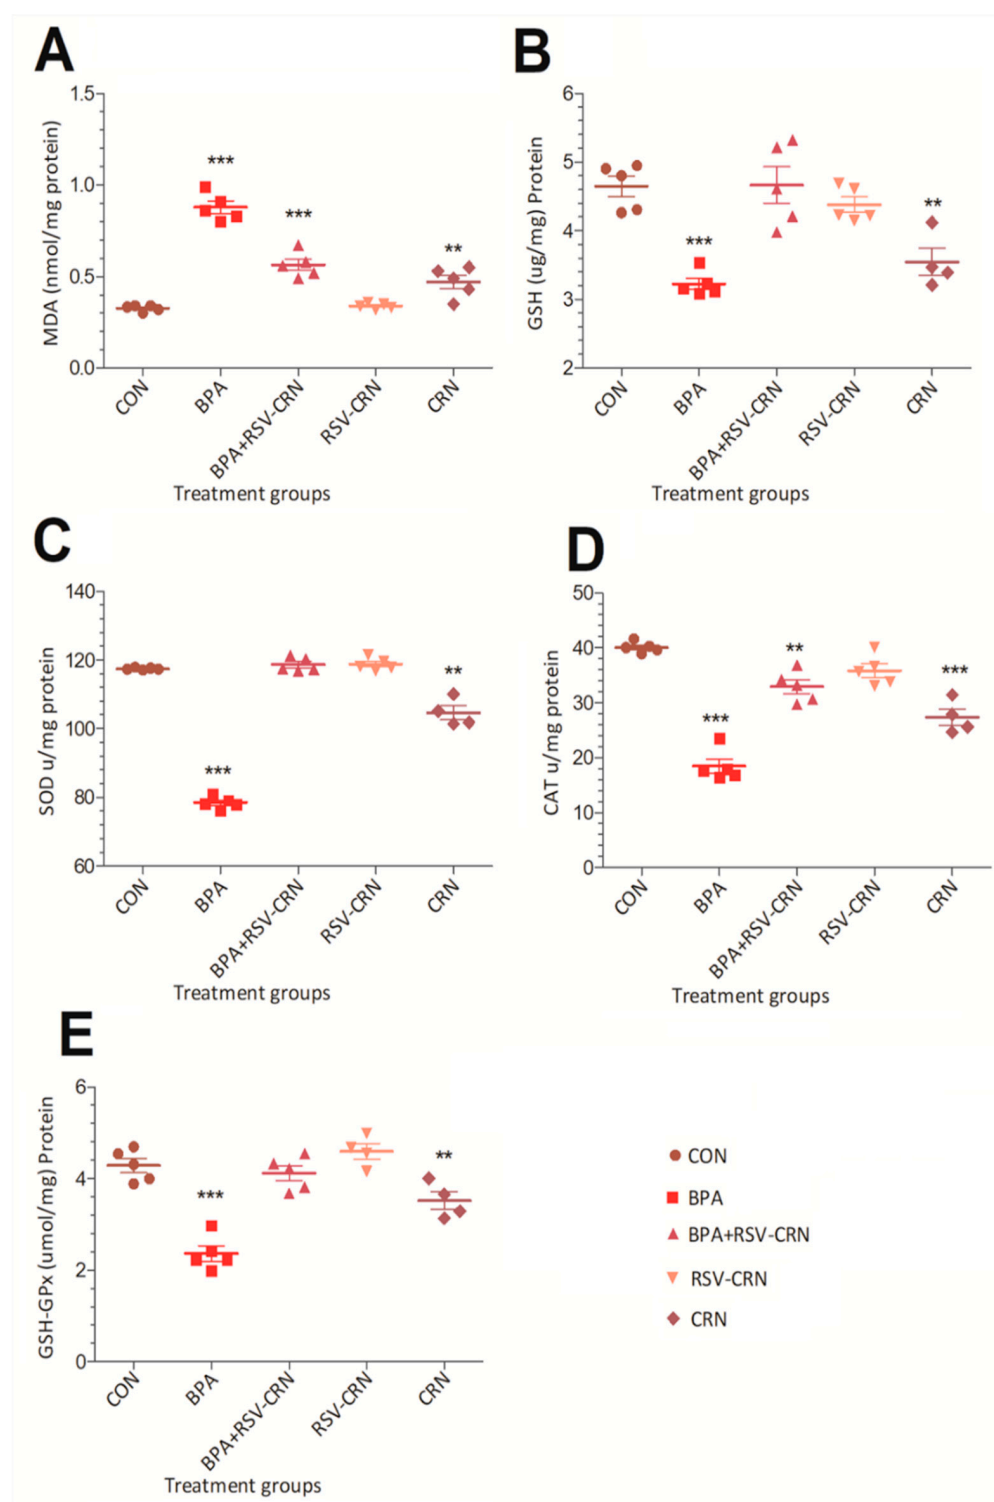 A
MDA (nmol/mg protein)
1.5
1.0
0.5
0.0
***
***
**
CON
BPA
BPA+RSV-CRN
RSV-CRN
CRN
Treatment groups
B
GSH (ug/mg) Protein
6
5
4
3
2
***
**
CON
BPA
BPA+RSV-CRN
RSV-CRN
CRN
Treatment groups
C
SOD u/mg protein
140
120
100
80
60
***
**
CON
BPA
BPA+RSV-CRN
RSV-CRN
CRN
Treatment groups
D
CAT u/mg protein
50
40
30
20
10
0
***
**
***
CON
BPA
BPA+RSV-CRN
RSV-CRN
CRN
Treatment groups
E
GSH-GPx (umol/mg) Protein
6
4
2
0
***
**
CON
BPA
BPA+RSV-CRN
RSV-CRN
CRN
Treatment groups
CON
BPA
BPA+RSV-CRN
RSV-CRN
CRN